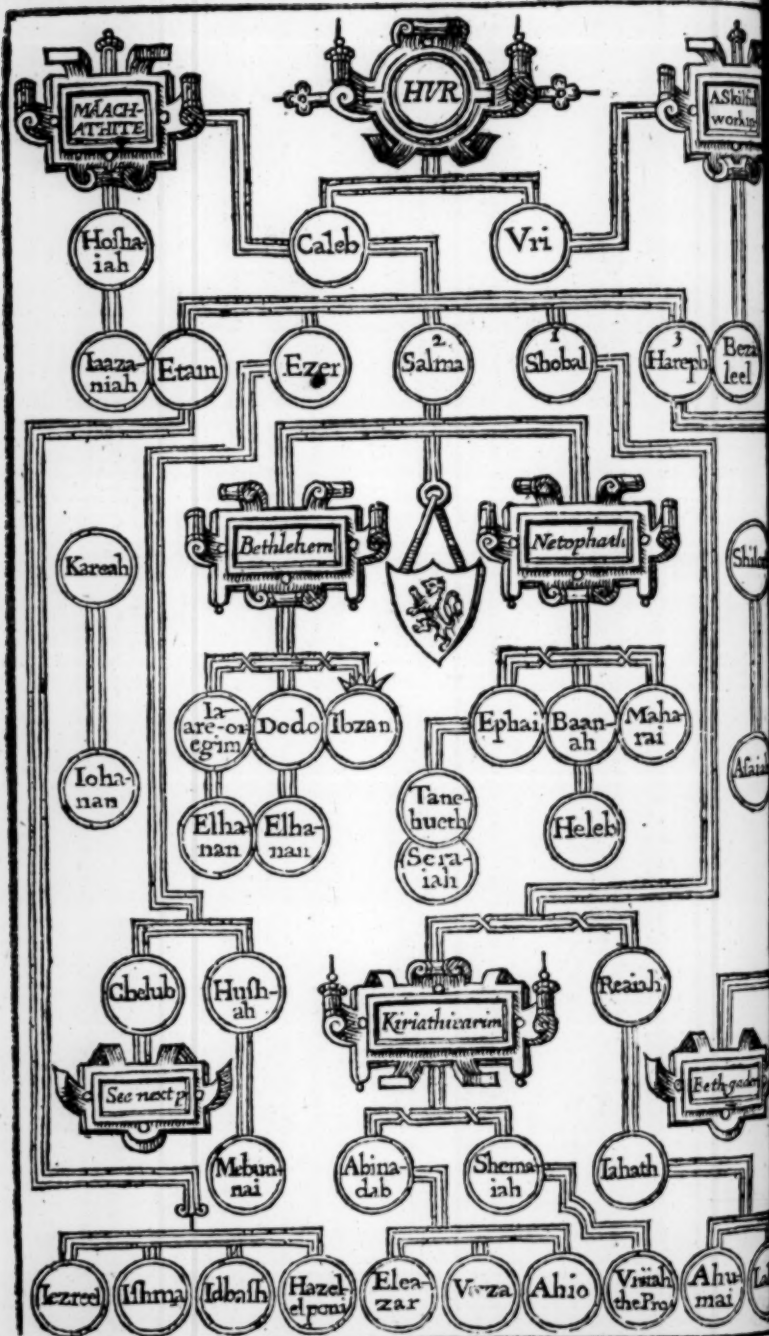 MAACH-
ATHITE
HVR
A Skilful
working
Hoſha-
iah
Caleb
Vri
Iaaza-
niah
Etam
Ezer
2
Salma
1
Shobal
3
Hareph
Beza
leel
Bethlehem
Netophath
Kareah
Ia-
are-or
egim
Dodo
Ibzan
Ephai
Baan-
ah
Maha-
rai
Ioha-
nan
Elha-
nan
Elha-
nan
Tane-
hueth
Sera-
iah
Heleb
Aſaiah
Chelub
Huſh-
ah
Kiriathiearim
Reaiah
See next p
Beth-gader
Mebun-
nai
Abina-
dab
Shema-
iah
Iahath
Iezreel
Iſhma
Idbaſh
Hazel-
elponi
Elea-
zar
Vzza
Ahio
Vriiah
the Pro
Ahu-
mai